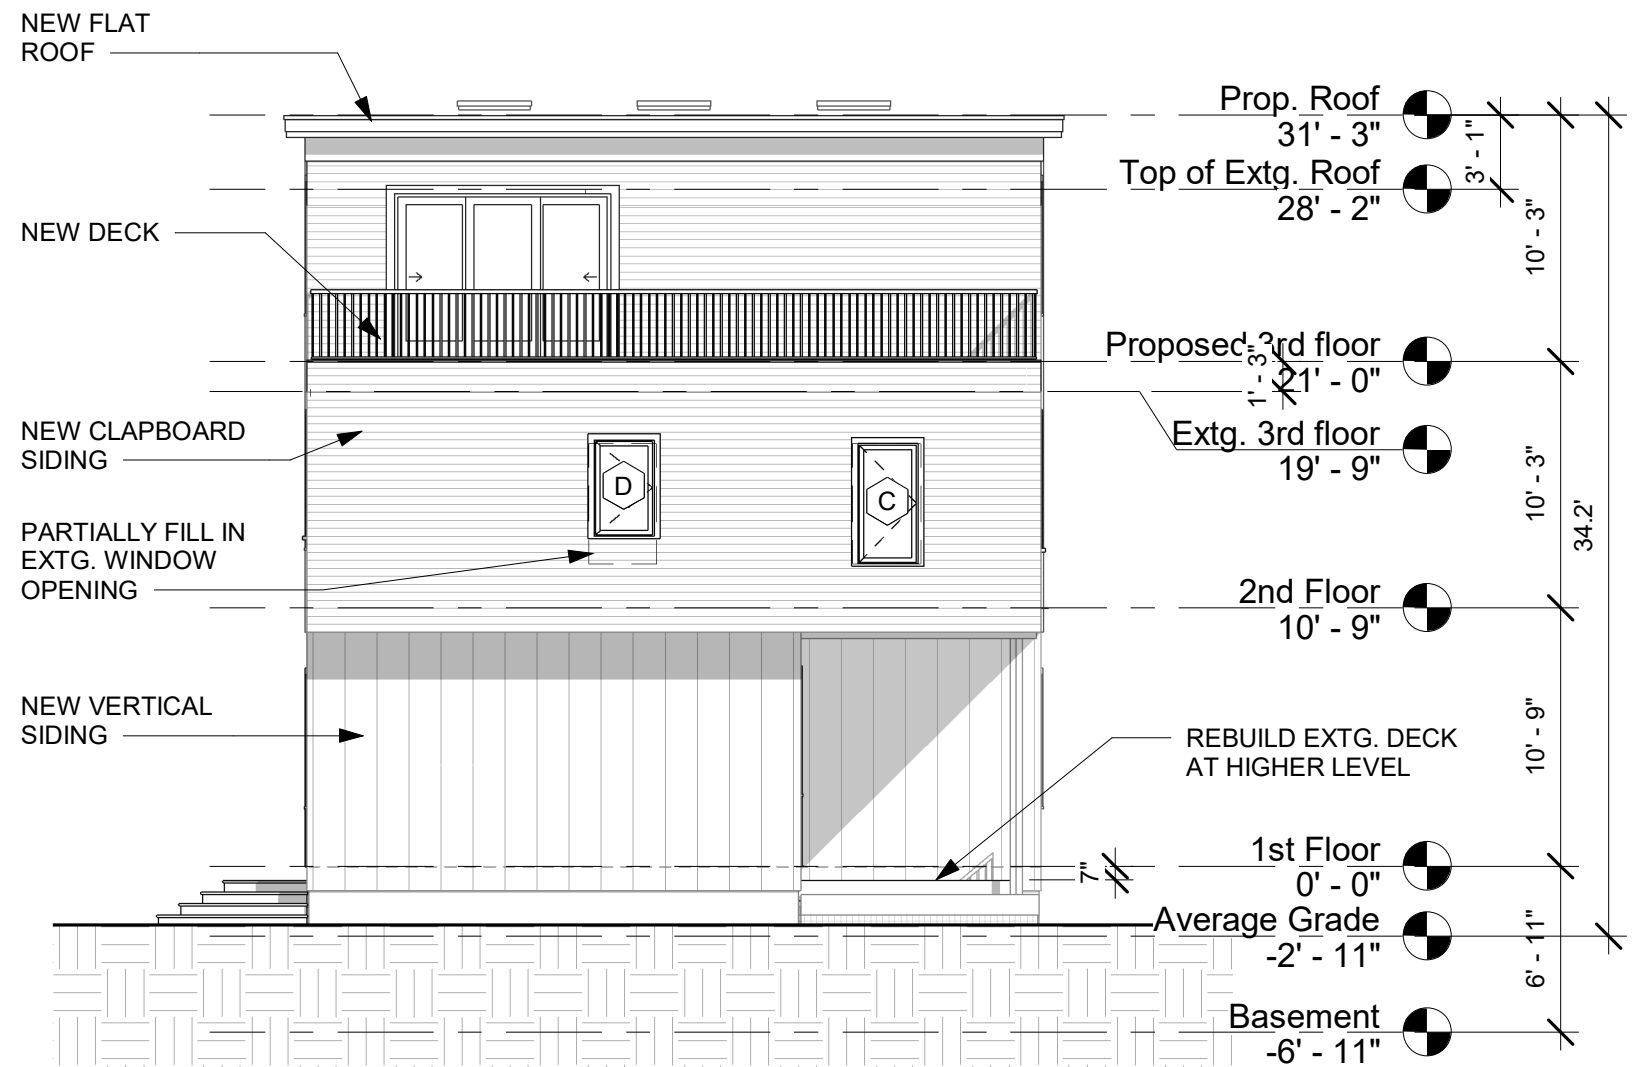 NEW FLAT
ROOF
Prop. Roof
31' - 3"
3' - 1"
Top of Extg. Roof
28' - 2"
10' - 3"
NEW DECK
Proposed 3rd floor
21' - 0"
1' - 3"
NEW CLAPBOARD
SIDING
Extg. 3rd floor
19' - 9"
10' - 3"
D
C
34.2'
PARTIALLY FILL IN
EXTG. WINDOW
OPENING
2nd Floor
10' - 9"
NEW VERTICAL
SIDING
10' - 9"
REBUILD EXTG. DECK
AT HIGHER LEVEL
7"
1st Floor
0' - 0"
Average Grade
-2' - 11"
6' - 11"
Basement
-6' - 11"